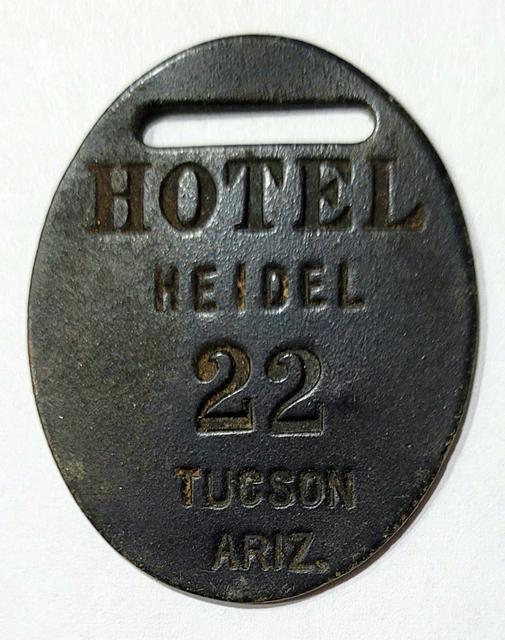 HOTEL
HEIDEL
22
TUCSON
ARIZ.